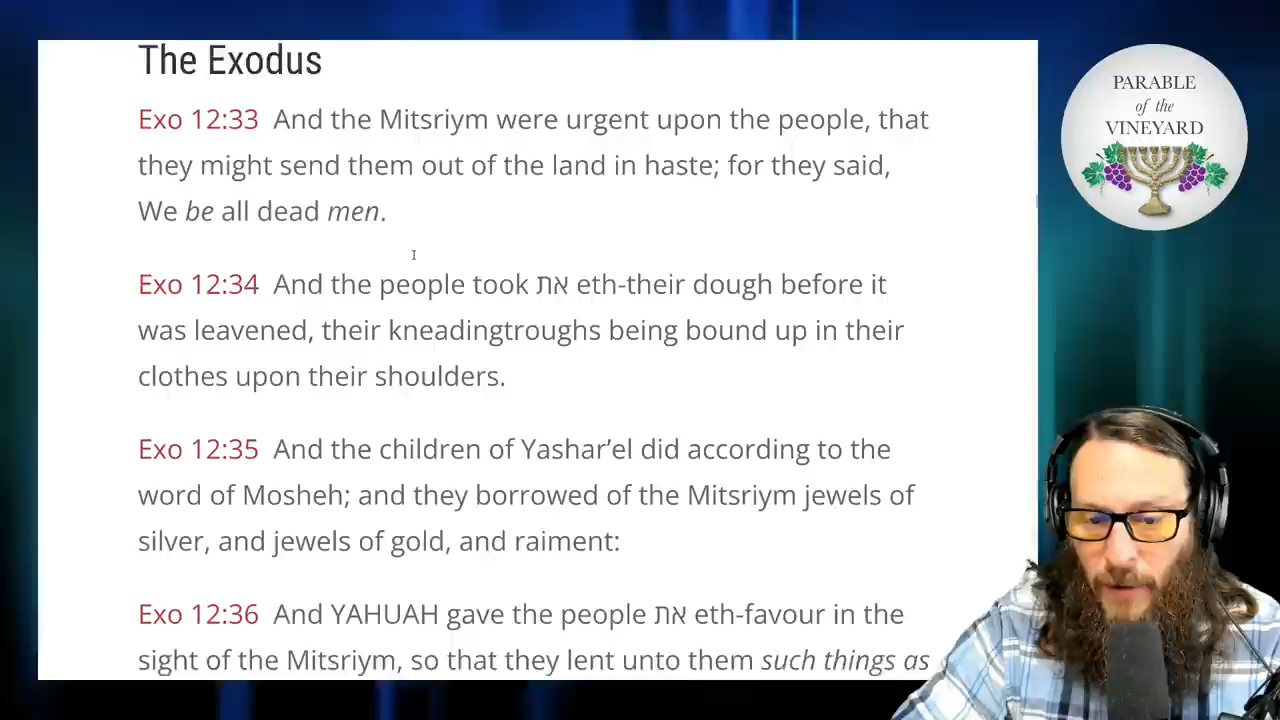 The Exodus
Exo 12:33 And the Mitsriym were urgent upon the people, that
they might send them out of the land in haste; for they said,
We be all dead men.
Exo 12:34 And the people took את eth-their dough before it
was leavened, their kneadingtroughs being bound up in their
clothes upon their shoulders.
Exo 12:35 And the children of Yashar’el did according to the
word of Mosheh; and they borrowed of the Mitsriym jewels of
silver, and jewels of gold, and raiment:
Exo 12:36 And YAHUAH gave the people את eth-favour in the
sight of the Mitsriym, so that they lent unto them such things as
PARABLE
of the
VINEYARD